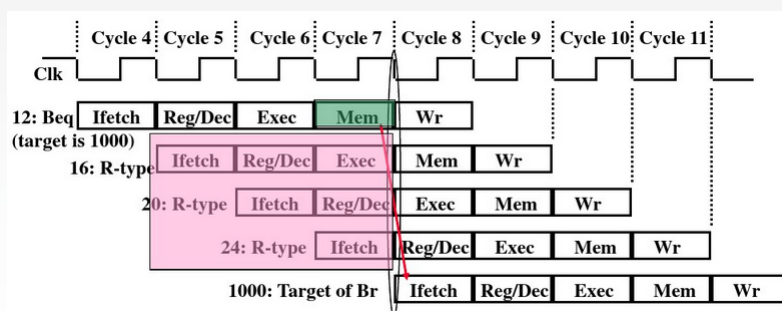 Cycle 4 Cycle 5 Cycle 6 Cycle 7 Cycle 8 Cycle 9 Cycle 10 Cycle 11
Clk
12: Beq Ifetch Reg/Dec Exec Mem Wr
(target is 1000)
16: R-type Ifetch Reg/Dec Exec Mem Wr
20: R-type Ifetch Reg/Dec Exec Mem Wr
24: R-type Ifetch Reg/Dec Exec Mem Wr
1000: Target of Br Ifetch Reg/Dec Exec Mem Wr